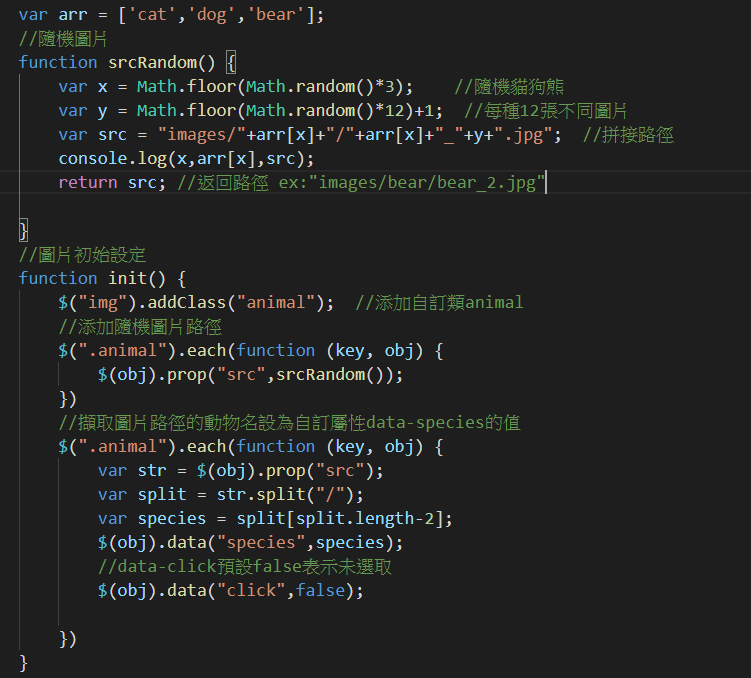 var arr = ['cat','dog','bear'];
//隨機圖片
function srcRandom() {
    var x = Math.floor(Math.random()*3);    //隨機貓狗熊
    var y = Math.floor(Math.random()*12)+1;  //每種12張不同圖片
    var src = "images/"+arr[x]+"/"+arr[x]+"_"+y+".jpg";  //拼接路徑
    console.log(x,arr[x],src);
    return src; //返回路徑 ex:"images/bear/bear_2.jpg"
}
//圖片初始設定
function init() {
    $("img").addClass("animal");  //添加自訂類animal
    //添加隨機圖片路徑
    $(".animal").each(function (key, obj) {
        $(obj).prop("src",srcRandom());
    })
    //擷取圖片路徑的動物名設為自訂屬性data-species的值
    $(".animal").each(function (key, obj) {
        var str = $(obj).prop("src");
        var split = str.split("/");
        var species = split[split.length-2];
        $(obj).data("species",species);
        //data-click預設false表示未選取
        $(obj).data("click",false);
    })
}